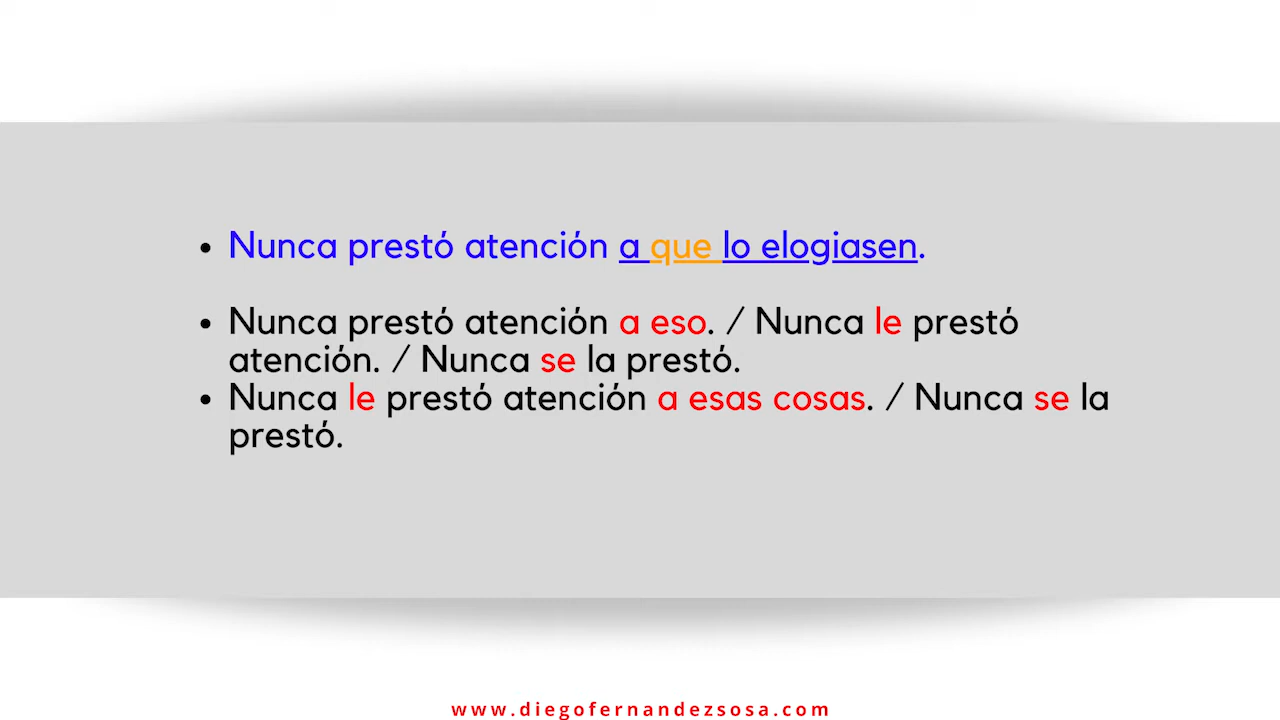 • Nunca prestó atención a que lo elogiasen.
• Nunca prestó atención a eso. / Nunca le prestó
atención. / Nunca se la prestó.
• Nunca le prestó atención a esas cosas. / Nunca se la
prestó.
www.diegofernandezsosa.com